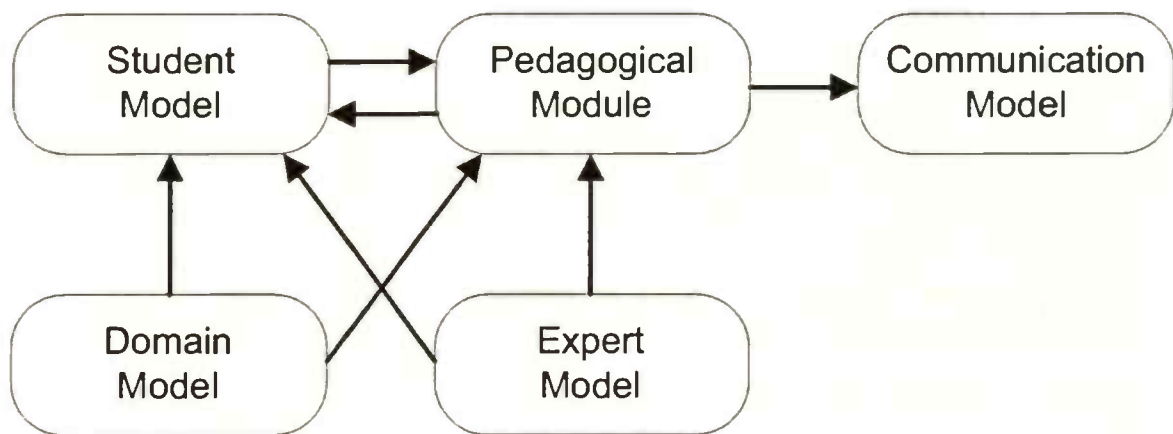 Student
Model
Pedagogical
Module
Communication
Model
Domain
Model
Expert
Model